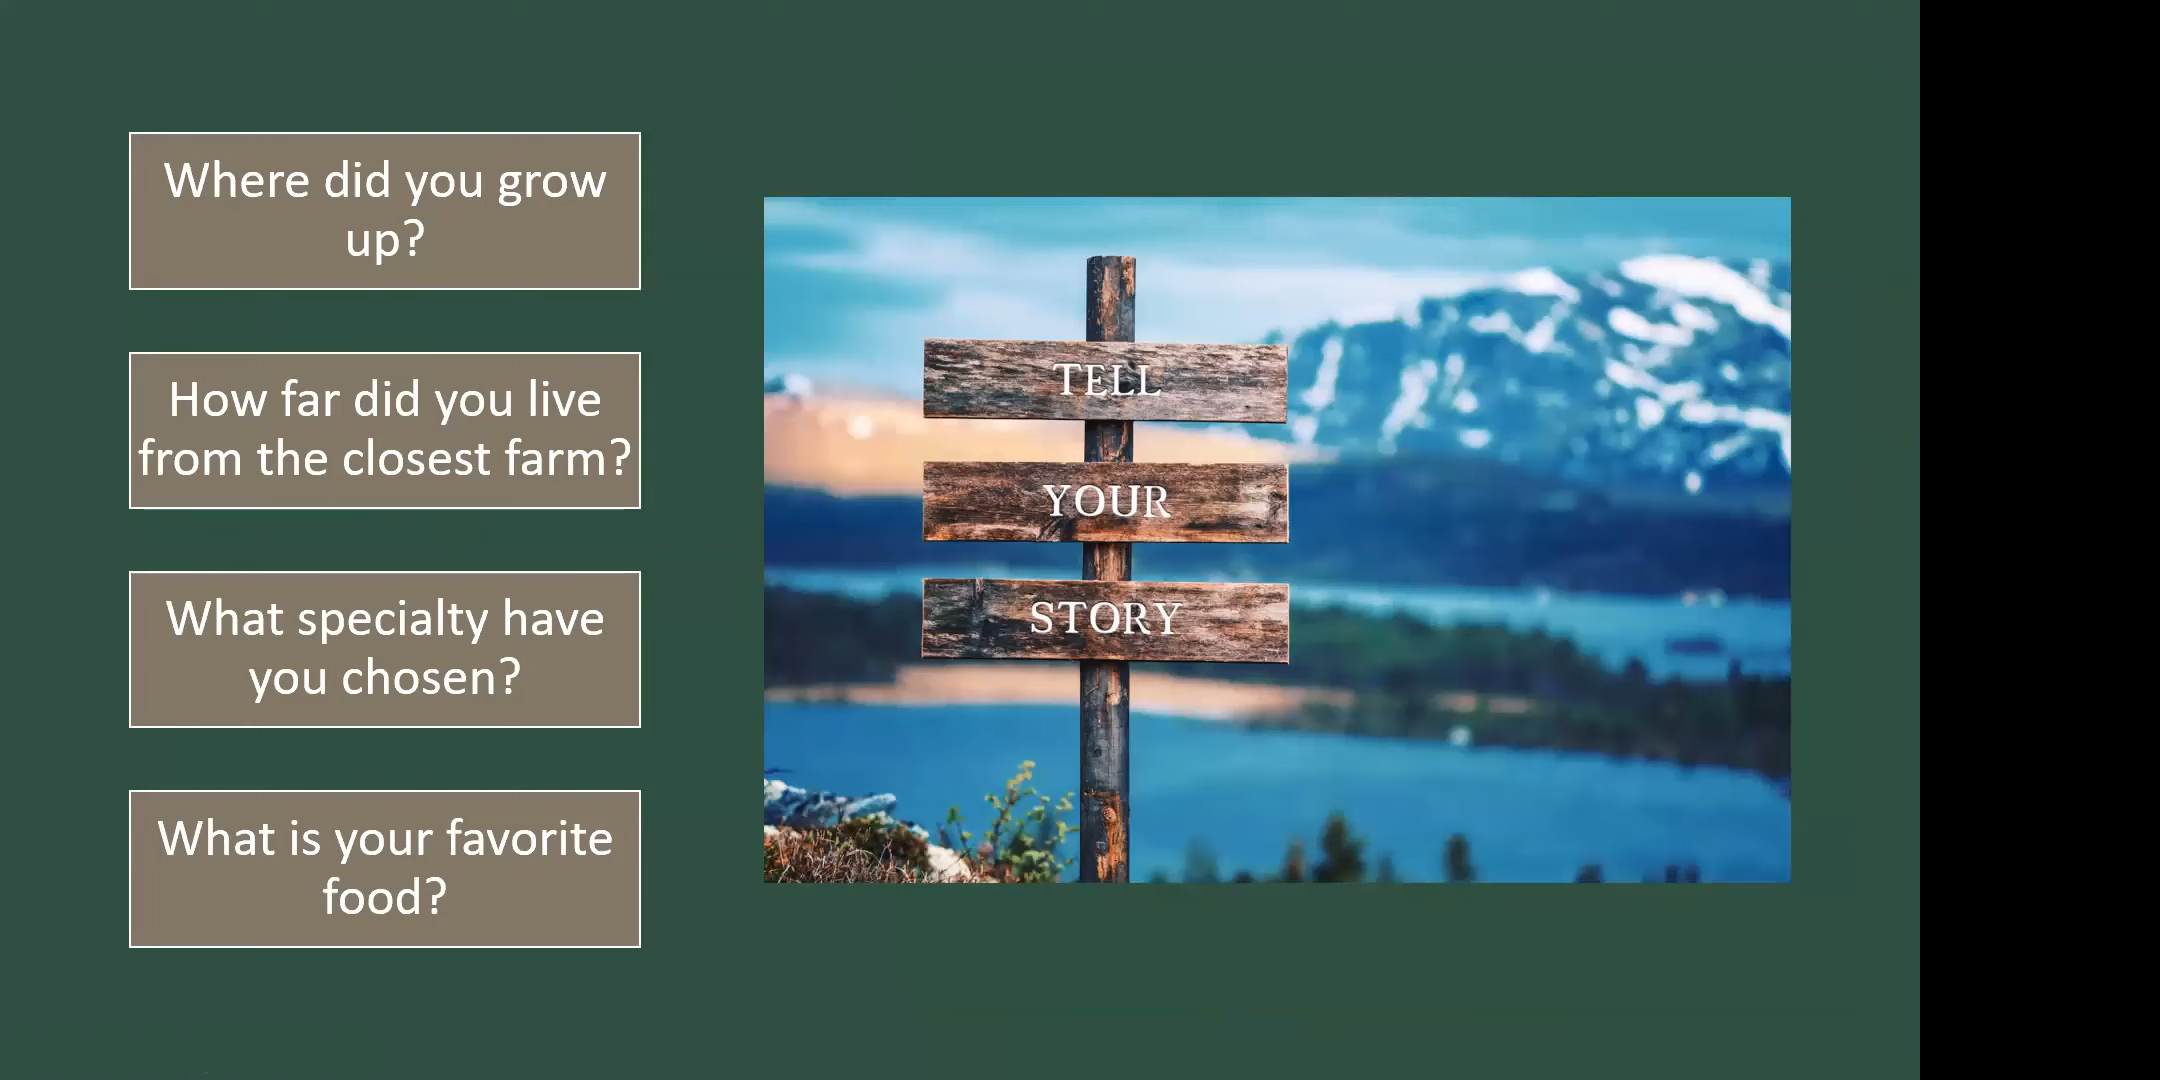 Where did you grow
up?
How far did you live
from the closest farm?
What specialty have
you chosen?
What is your favorite
food?
TELL
YOUR
STORY